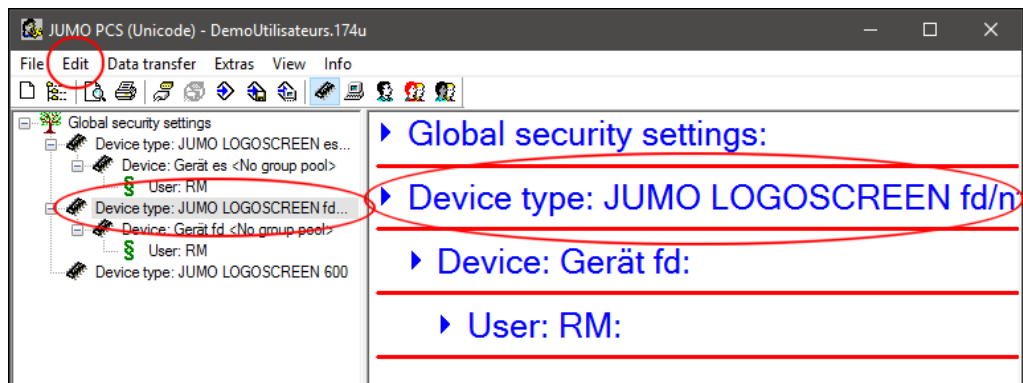 JUMO PCS (Unicode) - DemoUtilisateurs.174u
File Edit Data transfer Extras View Info
Global security settings
Device type: JUMO LOGOSCREEN es...
Device: Gerät es <No group pool>
§ User: RM
Device type: JUMO LOGOSCREEN fd...
Device: Gerät fd <No group pool>
§ User: RM
Device type: JUMO LOGOSCREEN 600
Global security settings:
Device type: JUMO LOGOSCREEN fd/n
Device: Gerät fd:
User: RM: